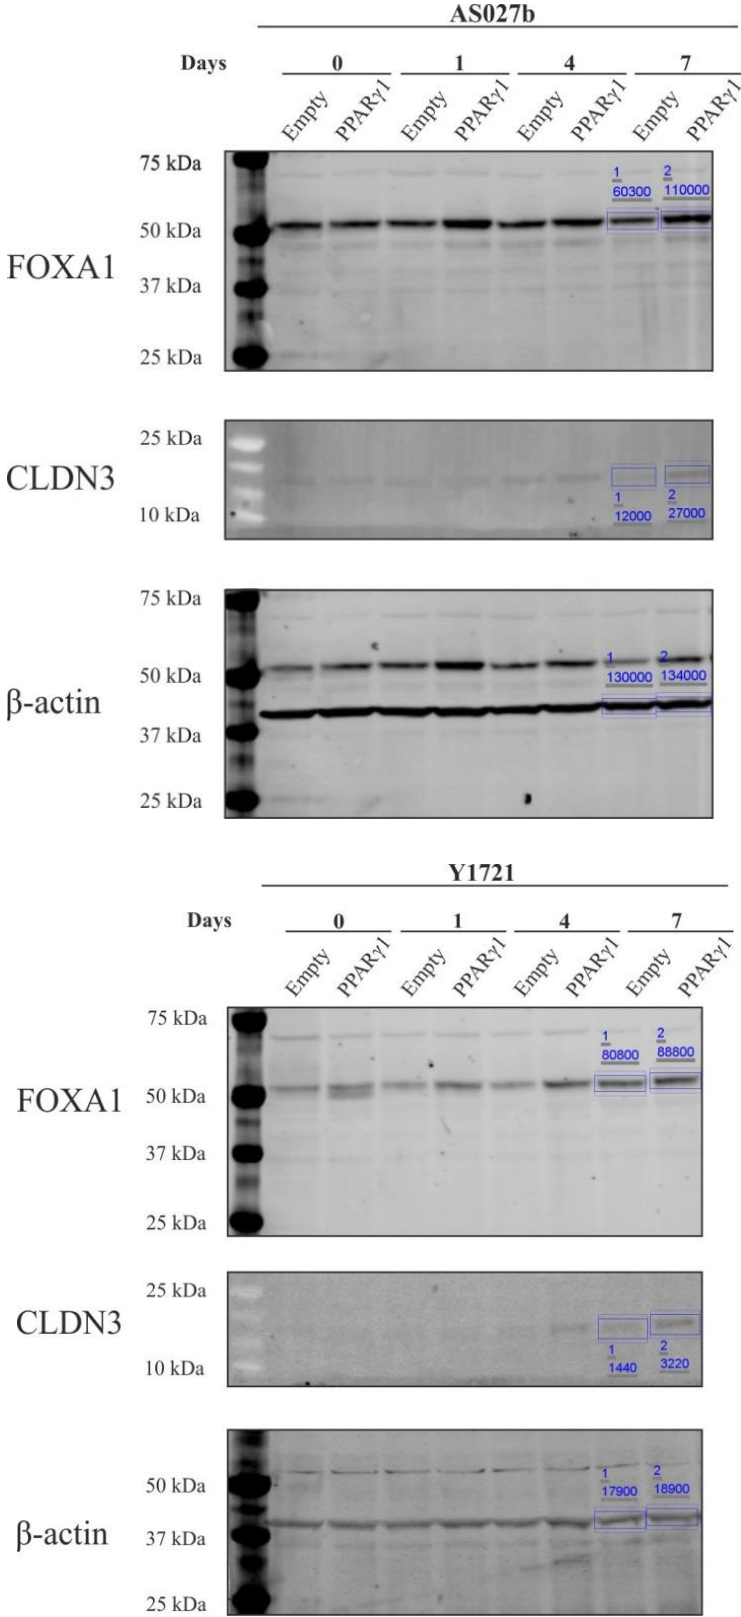 AS027b
Days 0 1 4 7
Empty PPARγ1 Empty PPARγ1 Empty PPARγ1 Empty PPARγ1
FOXA1
75 kDa
50 kDa
37 kDa
25 kDa
1 2
60300 110000
CLDN3
25 kDa
10 kDa
1 2
12000 27000
β-actin
75 kDa
50 kDa
37 kDa
25 kDa
1 2
130000 134000
Y1721
Days 0 1 4 7
Empty PPARγ1 Empty PPARγ1 Empty PPARγ1 Empty PPARγ1
FOXA1
75 kDa
50 kDa
37 kDa
25 kDa
1 2
80800 88800
CLDN3
25 kDa
10 kDa
1 2
1440 3220
β-actin
50 kDa
37 kDa
25 kDa
1 2
17900 18900